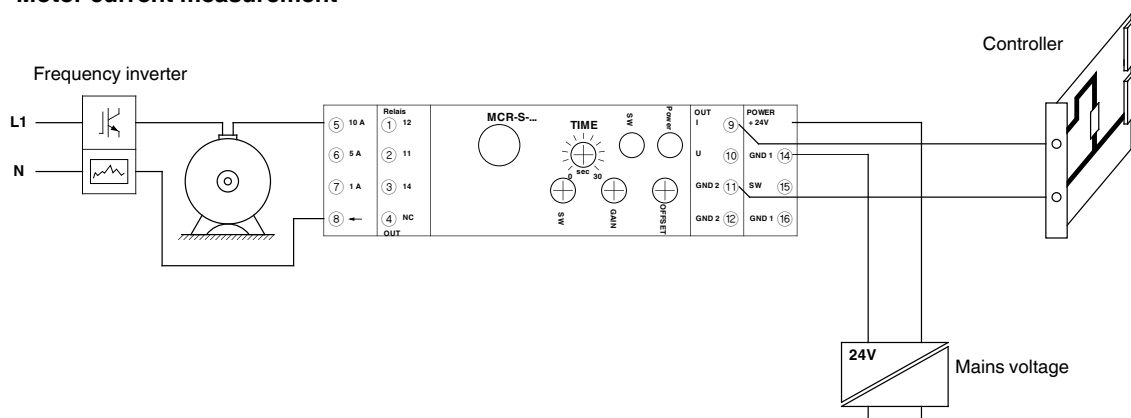 Motor current measurement
Controller
Frequency inverter
L1
N
5 10 A
6 5 A
7 1 A
8
Relais
1 12
2 11
3 14
4 NC
OUT
MCR-S-...
TIME
0 sec 30
SW
Power
SW
GAIN
OFFSET
OUT
I 9
U 10
GND 2 11
GND 2 12
POWER
+ 24V
GND 1 14
SW 15
GND 1 16
24V
Mains voltage